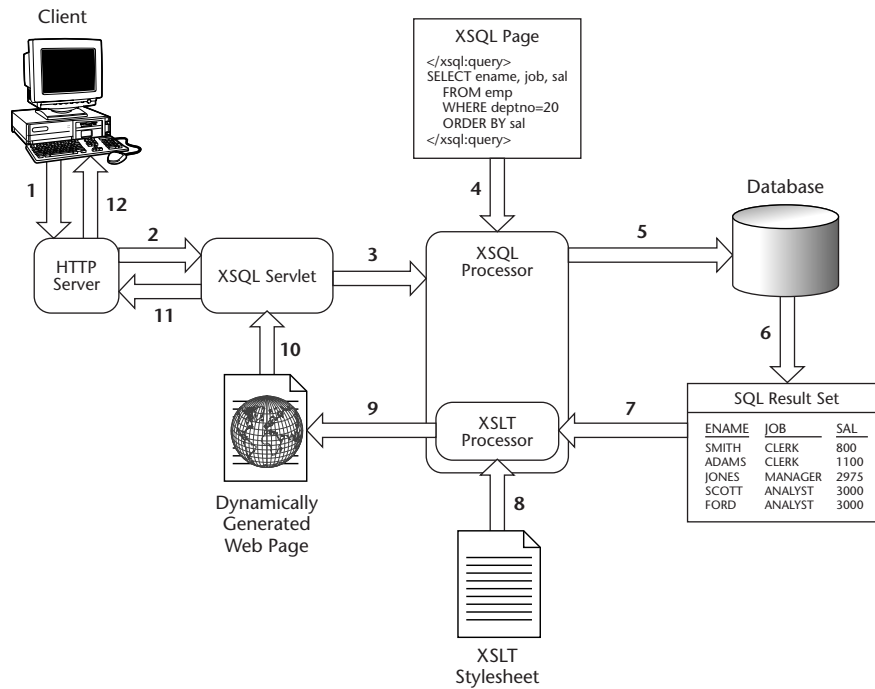 Client
XSQL Page
</xsql:query>
SELECT ename, job, sal
FROM emp
WHERE deptno=20
ORDER BY sal
</xsql:query>
1
12
4
Database
2
HTTP
Server
XSQL Servlet
3
XSQL
Processor
5
11
6
10
9
XSLT
Processor
7
SQL Result Set
ENAME JOB SAL
SMITH CLERK 800
ADAMS CLERK 1100
JONES MANAGER 2975
SCOTT ANALYST 3000
FORD ANALYST 3000
Dynamically
Generated
Web Page
8
XSLT
Stylesheet